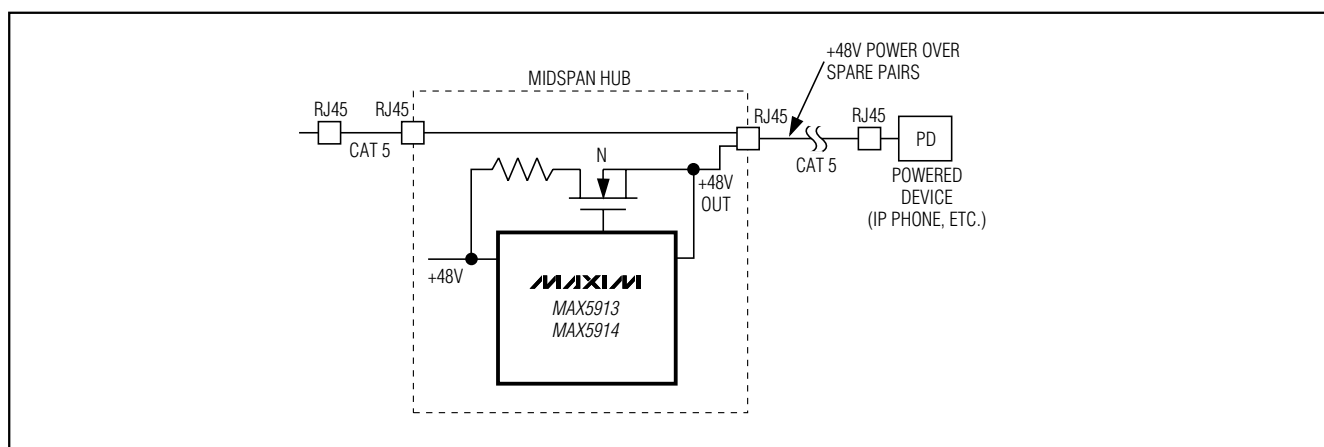 +48V POWER OVER
SPARE PAIRS
MIDSPAN HUB
RJ45
RJ45
RJ45
RJ45
CAT 5
CAT 5
PD
N
+48V
OUT
POWERED
DEVICE
(IP PHONE, ETC.)
+48V
MAXIM
MAX5913
MAX5914